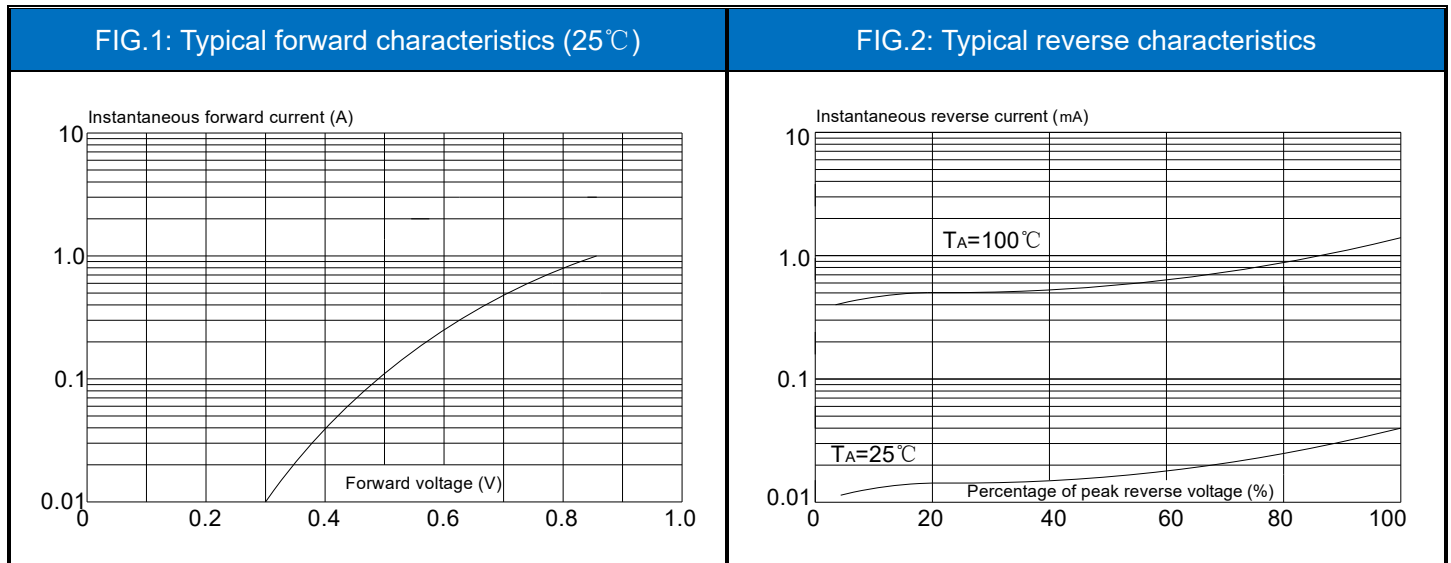 FIG.1: Typical forward characteristics (25℃)
Instantaneous forward current (A)
10
1.0
0.1
0.01
Forward voltage (V)
0 0.2 0.4 0.6 0.8 1.0
FIG.2: Typical reverse characteristics
Instantaneous reverse current (mA)
10
TA=100℃
1.0
0.1
TA=25℃
0.01
Percentage of peak reverse voltage (%)
0 20 40 60 80 100